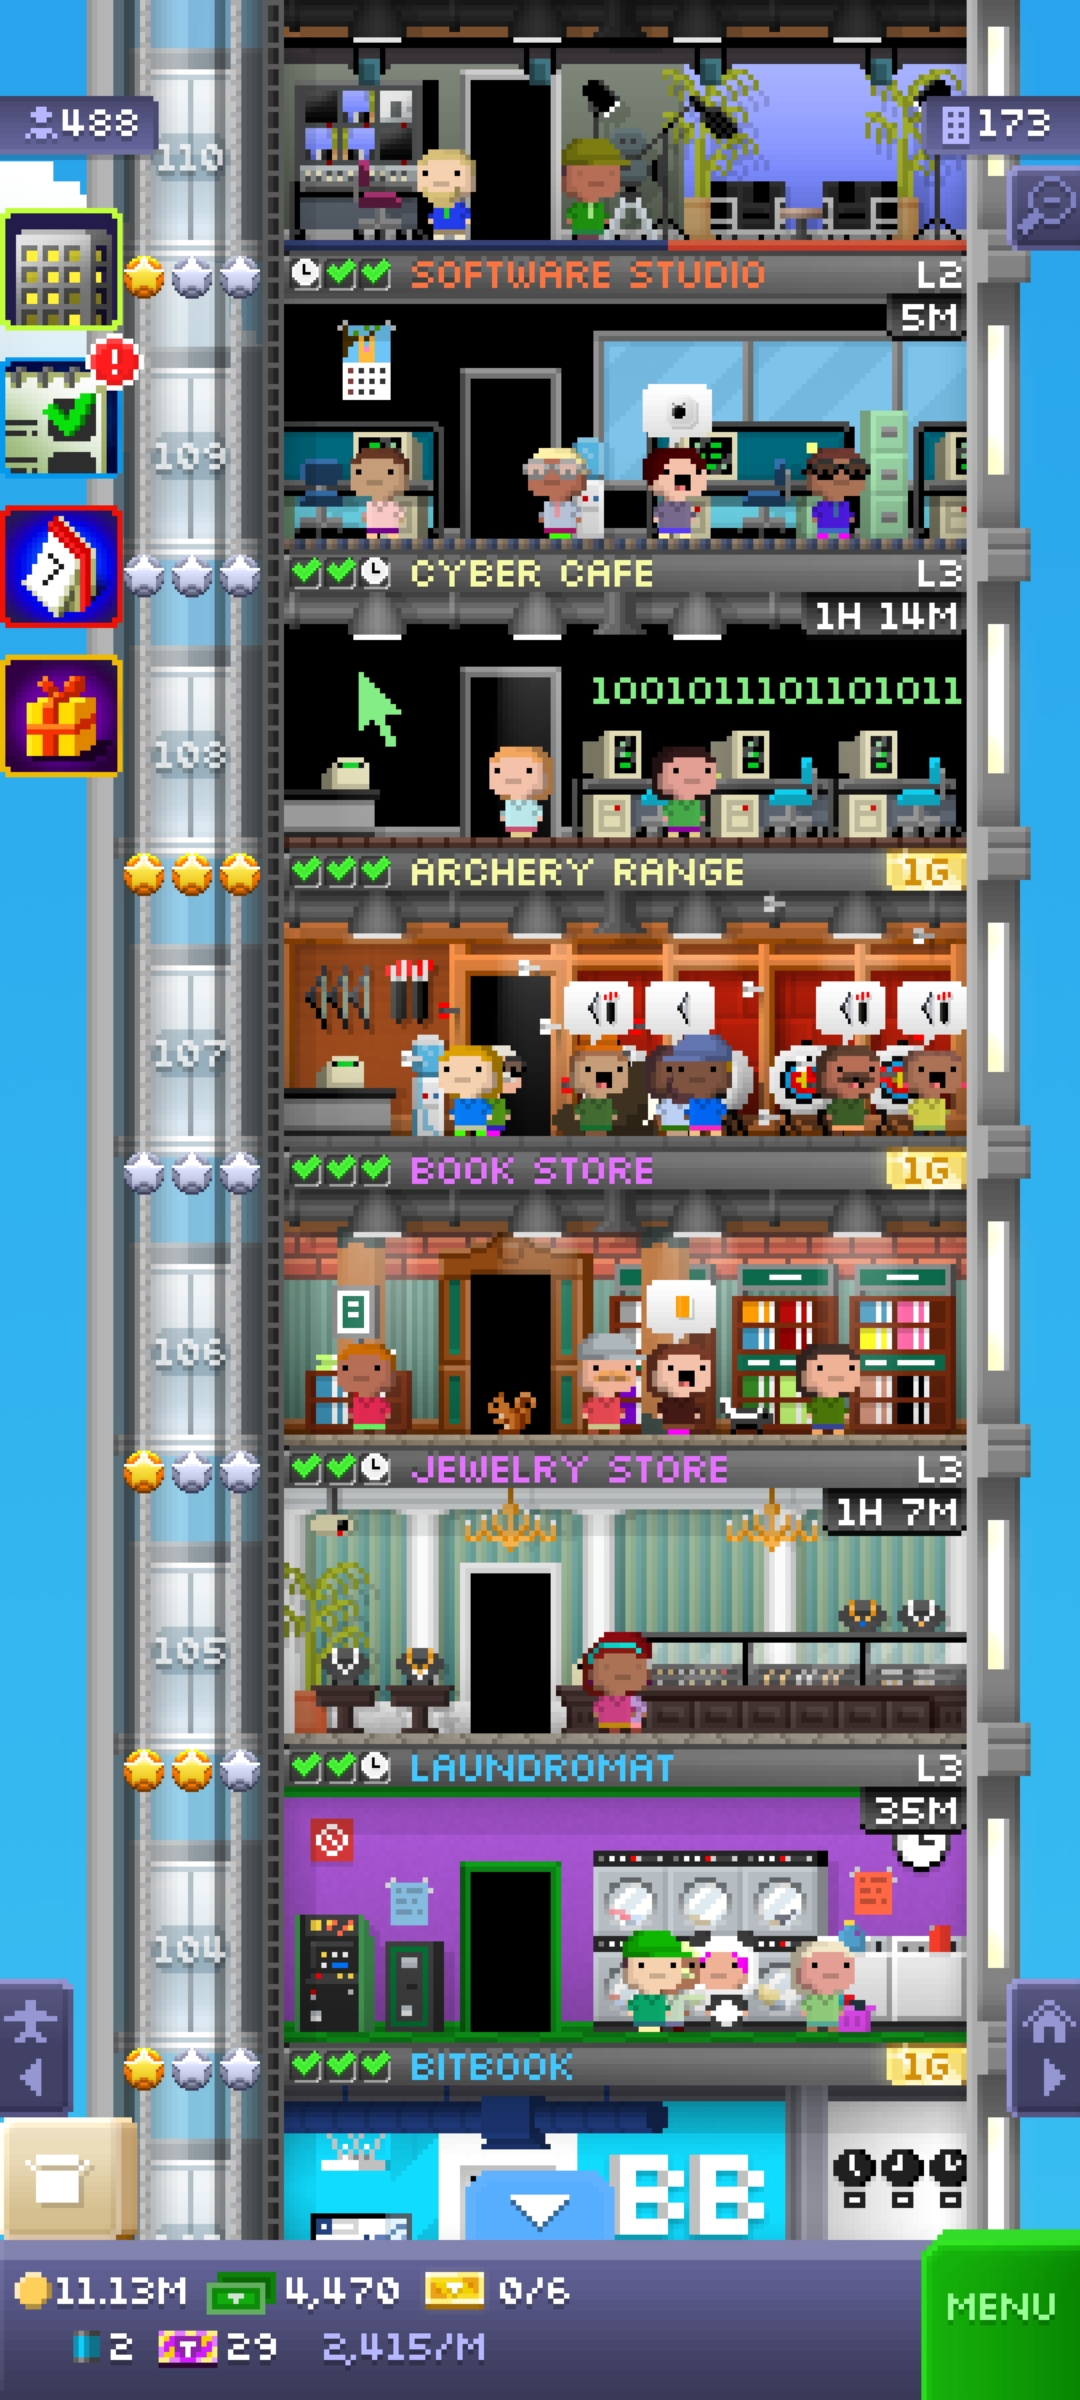 488
173
110
SOFTWARE STUDIO L2
5M
109
CYBER CAFE L3
1H 14M
1001011101101011
108
ARCHERY RANGE 1G
107
BOOK STORE 1G
106
JEWELRY STORE L3
1H 7M
105
LAUNDROMAT L3
35M
104
BITBOOK 1G
BB
11.13M 4,470 0/6
2 29 2,415/M
MENU